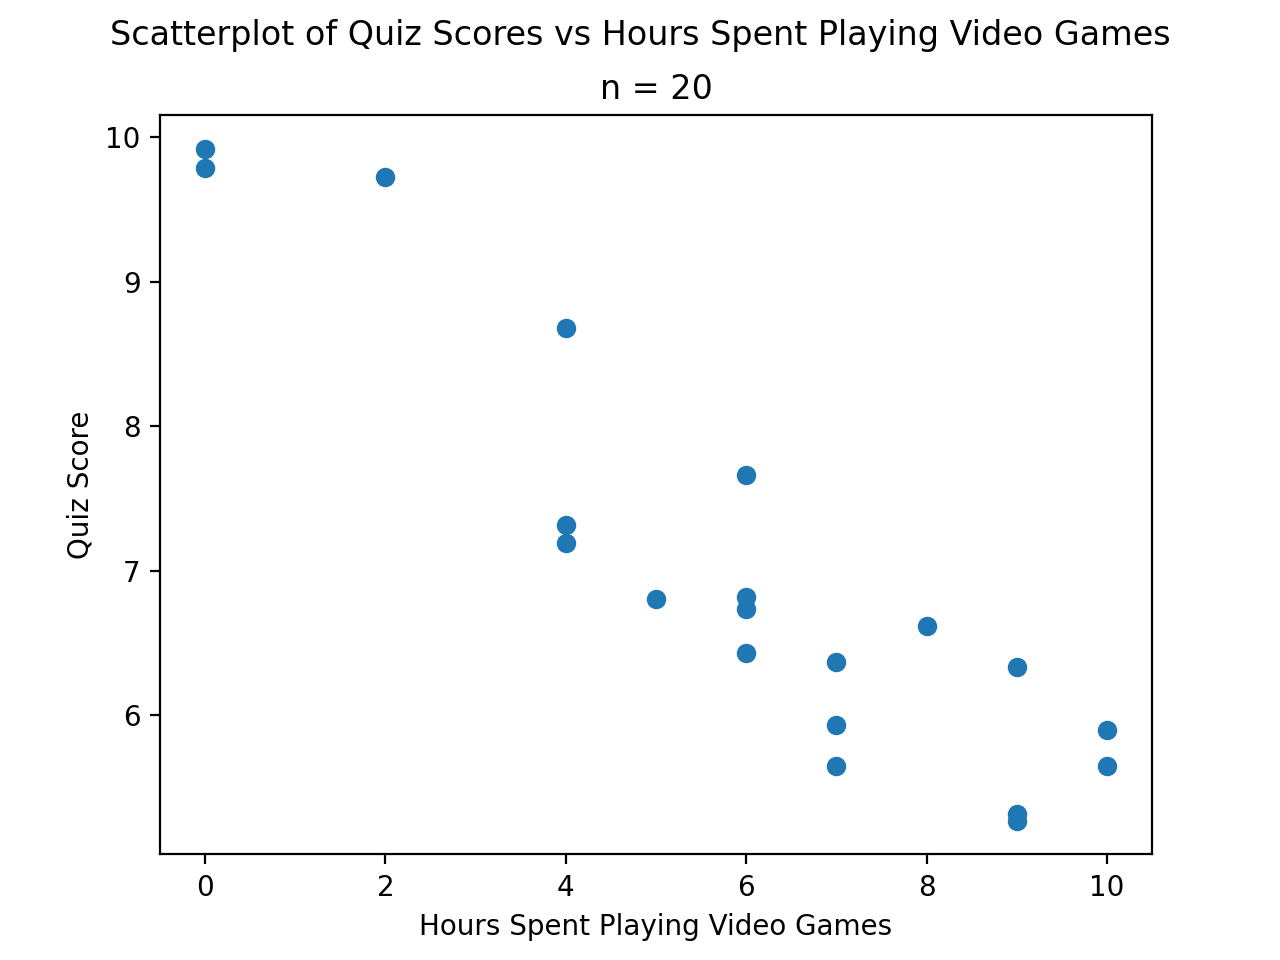 Scatterplot of Quiz Scores vs Hours Spent Playing Video Games
n = 20
10
9
8
7
6
Quiz Score
0 2 4 6 8 10
Hours Spent Playing Video Games